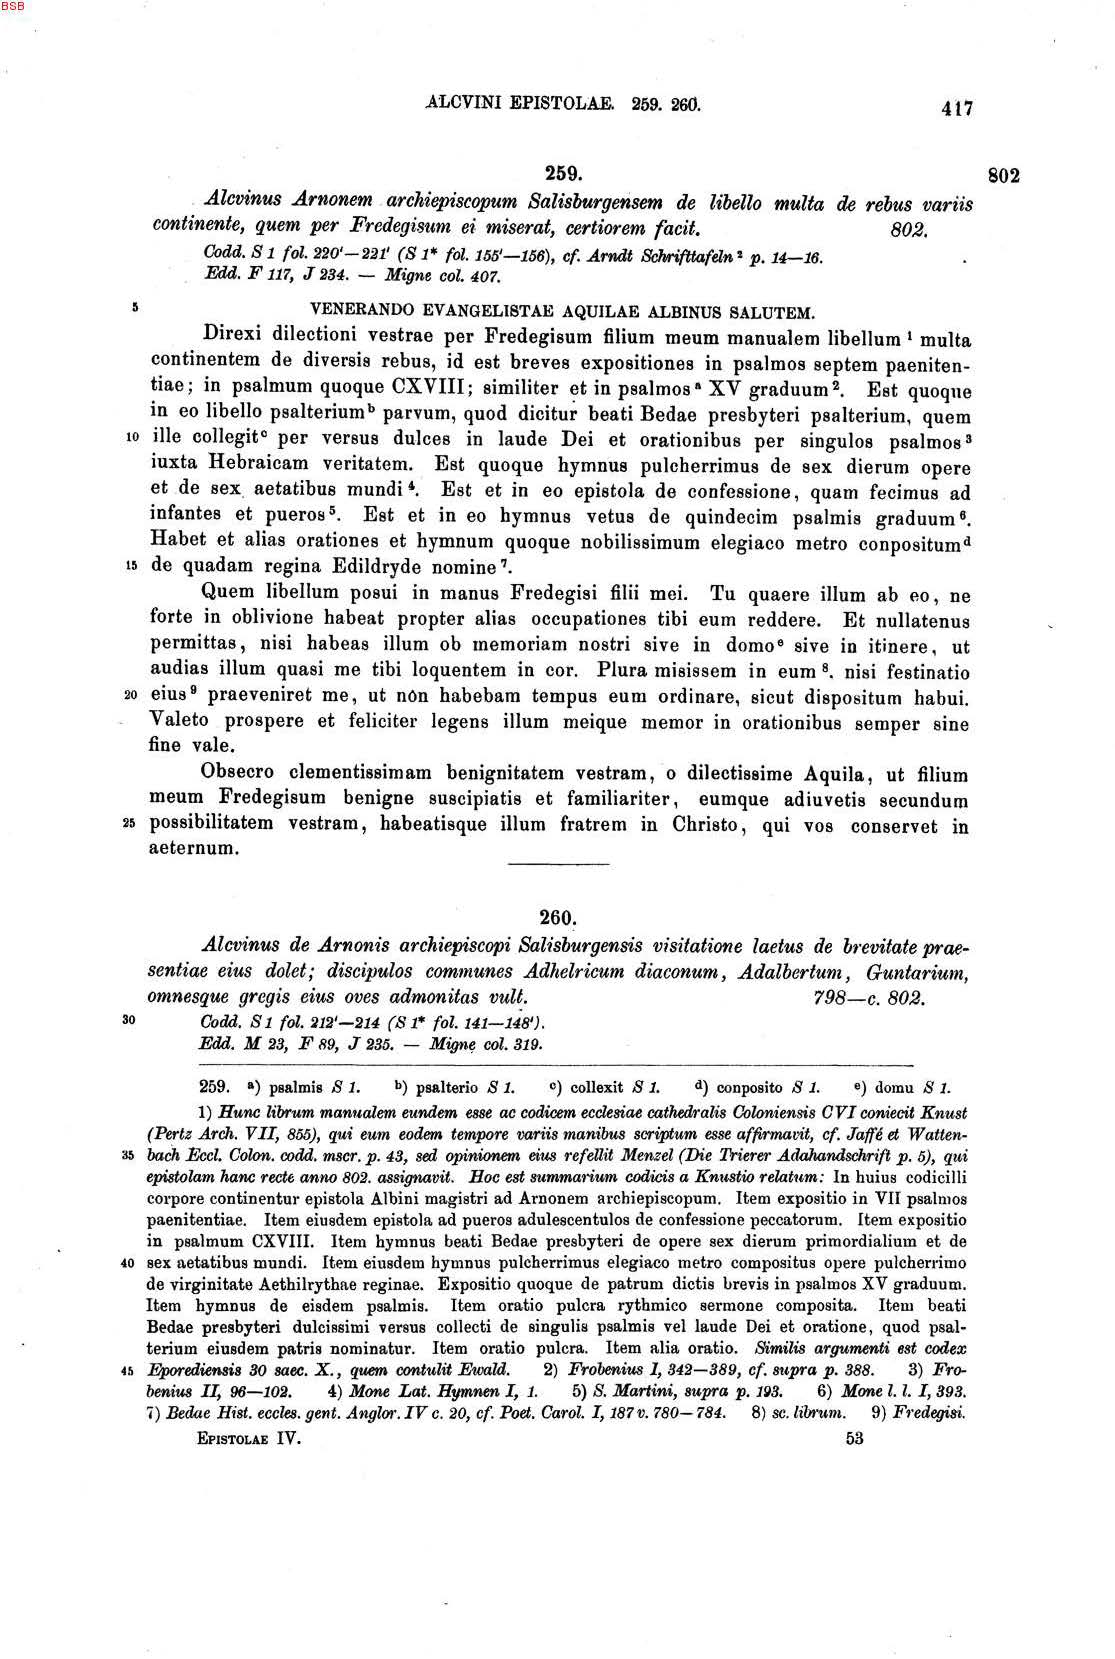 BSB
ALCVINI EPISTOLAE. 259. 260. 417
259. 802
Alcvinus Arnonem archiepiscopum Salisburgensem de libello multa de rebus variis
continente, quem per Fredegisum ei miserat, certiorem facit. 802.
Codd. S 1 fol. 220'—221' (S 1* fol. 155'—156), cf. Arndt Schrifttafeln² p. 14—16.
Edd. F 117, J 234. — Migne col. 407.
5 VENERANDO EVANGELISTAE AQUILAE ALBINUS SALUTEM.
Direxi dilectioni vestrae per Fredegisum filium meum manualem libellum ¹ multa
continentem de diversis rebus, id est breves expositiones in psalmos septem paeniten-
tiae; in psalmum quoque CXVIII; similiter et in psalmosᵃ XV graduum². Est quoque
in eo libello psalteriumᵇ parvum, quod dicitur beati Bedae presbyteri psalterium, quem
10 ille collegitᶜ per versus dulces in laude Dei et orationibus per singulos psalmos³
iuxta Hebraicam veritatem. Est quoque hymnus pulcherrimus de sex dierum opere
et de sex aetatibus mundi⁴. Est et in eo epistola de confessione, quam fecimus ad
infantes et pueros⁵. Est et in eo hymnus vetus de quindecim psalmis graduum⁶.
Habet et alias orationes et hymnum quoque nobilissimum elegiaco metro conpositumᵈ
15 de quadam regina Edildryde nomine⁷.
Quem libellum posui in manus Fredegisi filii mei. Tu quaere illum ab eo, ne
forte in oblivione habeat propter alias occupationes tibi eum reddere. Et nullatenus
permittas, nisi habeas illum ob memoriam nostri sive in domoᵉ sive in itinere, ut
audias illum quasi me tibi loquentem in cor. Plura misissem in eum⁸. nisi festinatio
20 eius⁹ praeveniret me, ut non habebam tempus eum ordinare, sicut dispositum habui.
Valeto prospere et feliciter legens illum meique memor in orationibus semper sine
fine vale.
Obsecro clementissimam benignitatem vestram, o dilectissime Aquila, ut filium
meum Fredegisum benigne suscipiatis et familiariter, eumque adiuvetis secundum
25 possibilitatem vestram, habeatisque illum fratrem in Christo, qui vos conservet in
aeternum.
260.
Alcvinus de Arnonis archiepiscopi Salisburgensis visitatione laetus de brevitate prae-
sentiae eius dolet; discipulos communes Adhelricum diaconum, Adalbertum, Guntarium,
omnesque gregis eius oves admonitas vult. 798—c. 802.
30 Codd. S 1 fol. 212'—214 (S 1* fol. 141—148').
Edd. M 23, F 89, J 235. — Migne col. 319.
259. a) psalmis S 1. b) psalterio S 1. c) collexit S 1. d) conposito S 1. e) domu S 1.
1) Hunc librum manualem eundem esse ac codicem ecclesiae cathedralis Coloniensis CVI coniecit Knust
(Pertz Arch. VII, 855), qui eum eodem tempore variis manibus scriptum esse affirmavit, cf. Jaffé et Watten-
35 bach Eccl. Colon. codd. mscr. p. 43, sed opinionem eius refellit Menzel (Die Trierer Adahandschrift p. 5), qui
epistolam hanc recte anno 802. assignavit. Hoc est summarium codicis a Knustio relatum: In huius codicilli
corpore continentur epistola Albini magistri ad Arnonem archiepiscopum. Item expositio in VII psalmos
paenitentiae. Item eiusdem epistola ad pueros adulescentulos de confessione peccatorum. Item expositio
in psalmum CXVIII. Item hymnus beati Bedae presbyteri de opere sex dierum primordialium et de
40 sex aetatibus mundi. Item eiusdem hymnus pulcherrimus elegiaco metro compositus opere pulcherrimo
de virginitate Aethilrythae reginae. Expositio quoque de patrum dictis brevis in psalmos XV graduum.
Item hymnus de eisdem psalmis. Item oratio pulcra rythmico sermone composita. Item beati
Bedae presbyteri dulcissimi versus collecti de singulis psalmis vel laude Dei et oratione, quod psal-
terium eiusdem patris nominatur. Item oratio pulcra. Item alia oratio. Similis argumenti est codex
45 Eporediensis 30 saec. X., quem contulit Ewald. 2) Frobenius I, 342—389, cf. supra p. 388. 3) Fro-
benius II, 96—102. 4) Mone Lat. Hymnen I, 1. 5) S. Martini, supra p. 193. 6) Mone l. l. I, 393.
7) Bedae Hist. eccles. gent. Anglor. IV c. 20, cf. Poet. Carol. I, 187 v. 780—784. 8) sc. librum. 9) Fredegisi.
EPISTOLAE IV. 53